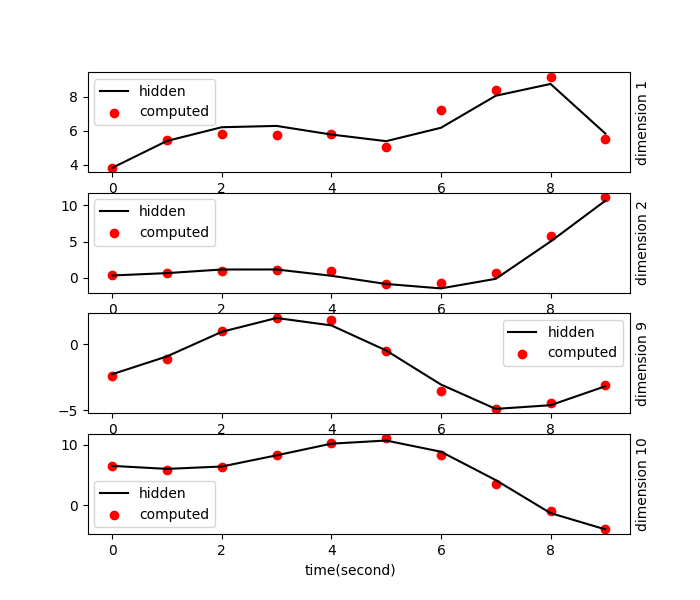 hidden
computed
8
6
4
dimension 1
0 2 4 6 8
hidden
computed
10
5
0
dimension 2
0 2 4 6 8
hidden
computed
0
−5
dimension 9
0 2 4 6 8
10
0
hidden
computed
dimension 10
0 2 4 6 8
time(second)